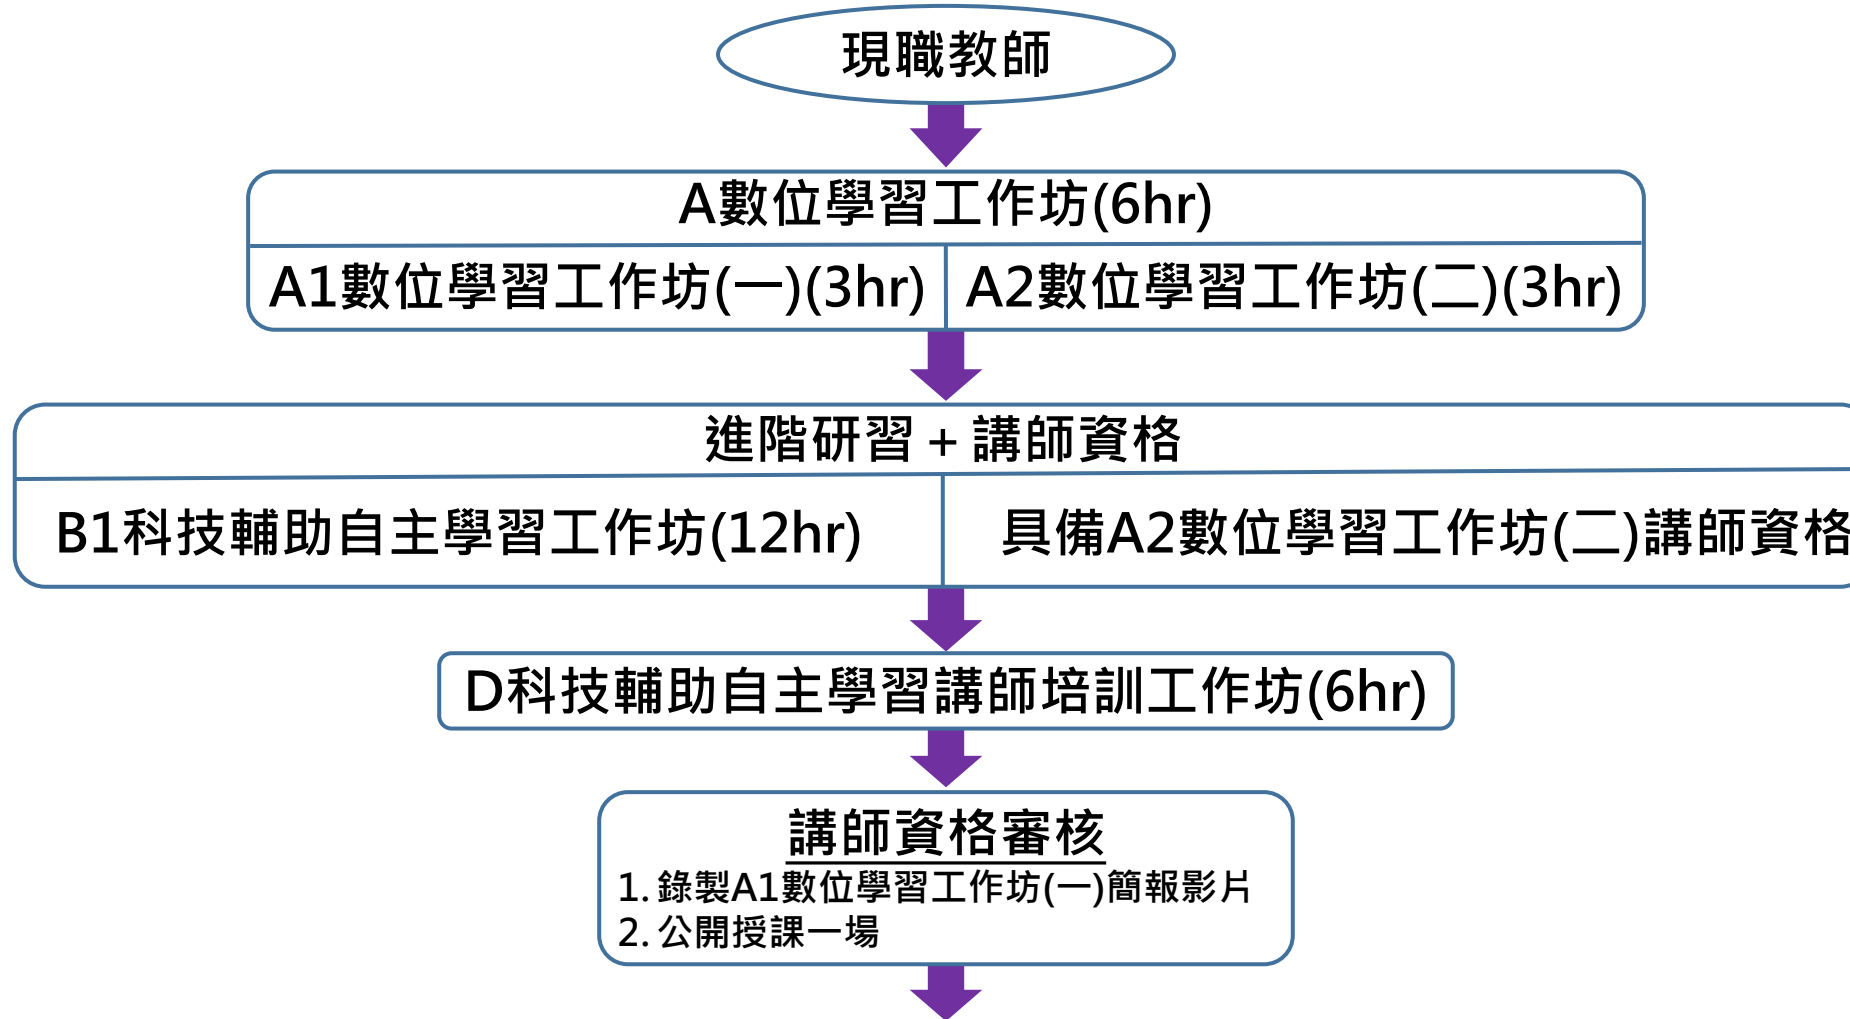 現職教師
A數位學習工作坊(6hr)
A1數位學習工作坊(一)(3hr)
A2數位學習工作坊(二)(3hr)
進階研習＋講師資格
B1科技輔助自主學習工作坊(12hr)
具備A2數位學習工作坊(二)講師資格
D科技輔助自主學習講師培訓工作坊(6hr)
講師資格審核
1. 錄製A1數位學習工作坊(一)簡報影片
2. 公開授課一場